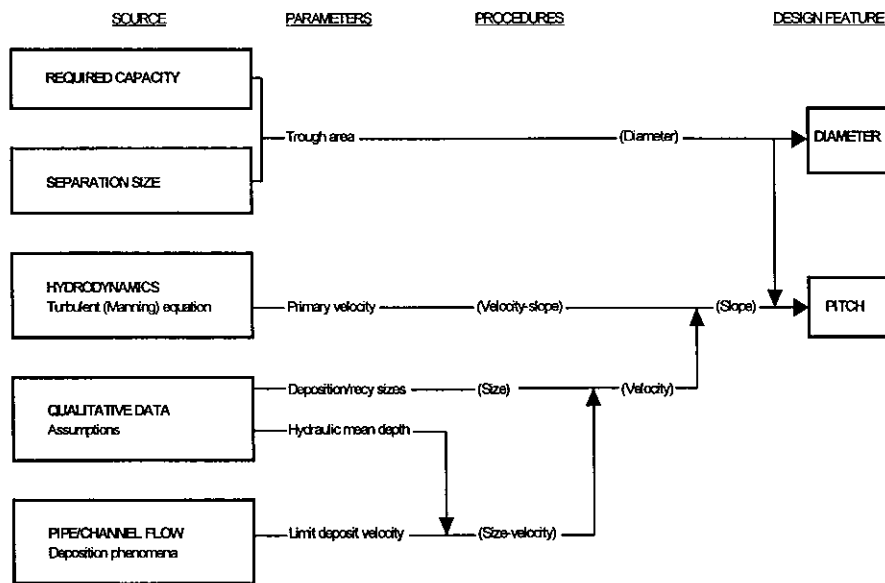 SOURCE PARAMETERS PROCEDURES DESIGN FEATURE
REQUIRED CAPACITY
Trough area (Diameter) DIAMETER
SEPARATION SIZE
HYDRODYNAMICS
Turbulent (Manning) equation Primary velocity (Velocity-slope) (Slope) PITCH
Deposition/recy sizes (Size) (Velocity)
QUALITATIVE DATA
Assumptions Hydraulic mean depth
PIPE/CHANNEL FLOW Limit deposit velocity (Size-velocity)
Deposition phenomena